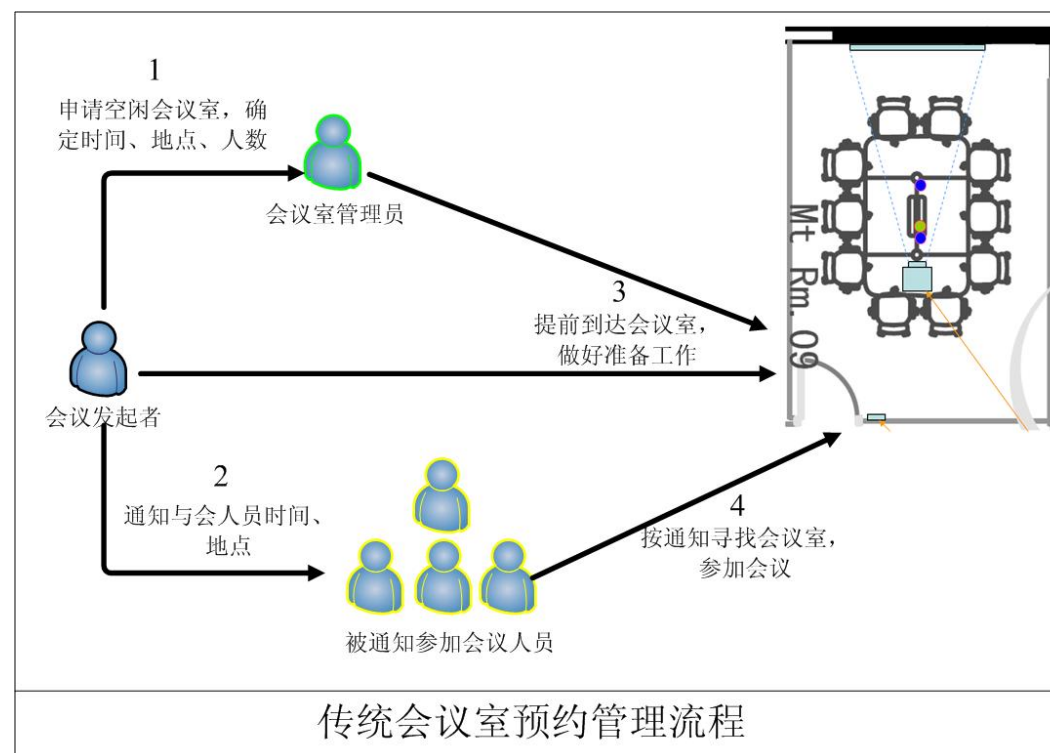 1
申请空闲会议室，确
定时间、地点、人数
会议室管理员
3
提前到达会议室，
做好准备工作
Mt Rm.09
会议发起者
2
通知与会人员时间、
地点
4
按通知寻找会议室，
参加会议
被通知参加会议人员
传统会议室预约管理流程